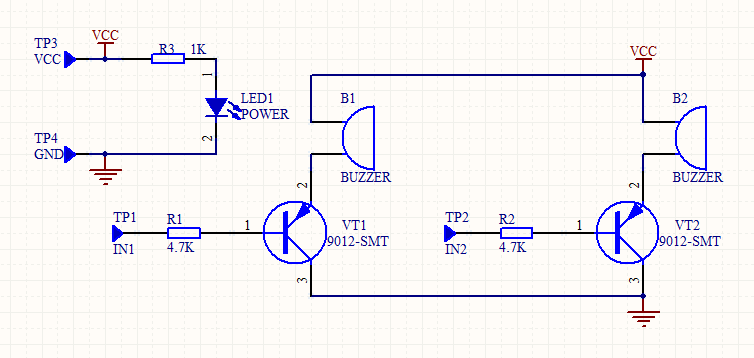 VCC
TP3
VCC
R3 1K
1
LED1
POWER
2
TP4
GND
VCC
B1
BUZZER
B2
BUZZER
2
2
TP1
IN1
R1
4.7K
1
VT1
9012-SMT
3
TP2
IN2
R2
4.7K
1
VT2
9012-SMT
3